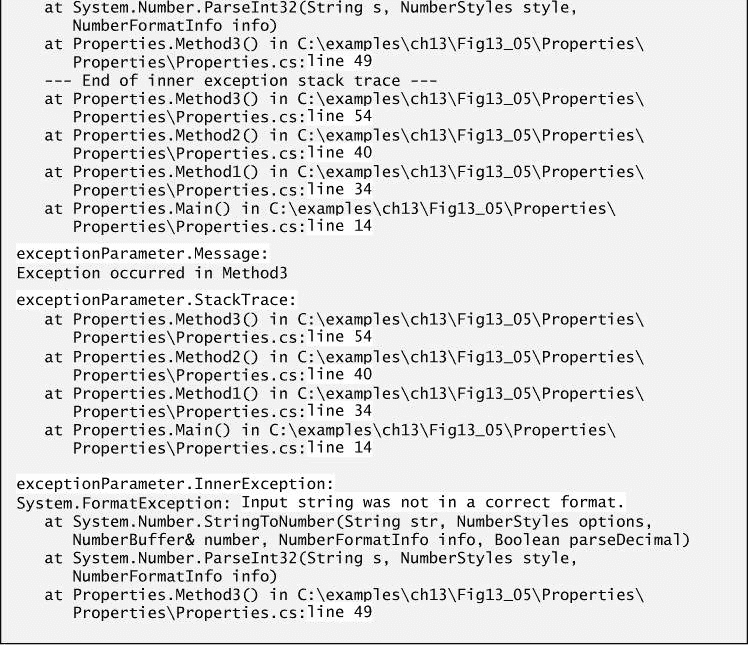 at System.Number.ParseInt32(String s, NumberStyles style,
NumberFormatInfo info)
at Properties.Method3() in C:\examples\ch13\Fig13_05\Properties\
Properties\Properties.cs:line 49
--- End of inner exception stack trace ---
at Properties.Method3() in C:\examples\ch13\Fig13_05\Properties\
Properties\Properties.cs:line 54
at Properties.Method2() in C:\examples\ch13\Fig13_05\Properties\
Properties\Properties.cs:line 40
at Properties.Method1() in C:\examples\ch13\Fig13_05\Properties\
Properties\Properties.cs:line 34
at Properties.Main() in C:\examples\ch13\Fig13_05\Properties\
Properties\Properties.cs:line 14
exceptionParameter.Message:
Exception occurred in Method3
exceptionParameter.StackTrace:
at Properties.Method3() in C:\examples\ch13\Fig13_05\Properties\
Properties\Properties.cs:line 54
at Properties.Method2() in C:\examples\ch13\Fig13_05\Properties\
Properties\Properties.cs:line 40
at Properties.Method1() in C:\examples\ch13\Fig13_05\Properties\
Properties\Properties.cs:line 34
at Properties.Main() in C:\examples\ch13\Fig13_05\Properties\
Properties\Properties.cs:line 14
exceptionParameter.InnerException:
System.FormatException: Input string was not in a correct format.
at System.Number.StringToNumber(String str, NumberStyles options,
NumberBuffer& number, NumberFormatInfo info, Boolean parseDecimal)
at System.Number.ParseInt32(String s, NumberStyles style,
NumberFormatInfo info)
at Properties.Method3() in C:\examples\ch13\Fig13_05\Properties\
Properties\Properties.cs:line 49